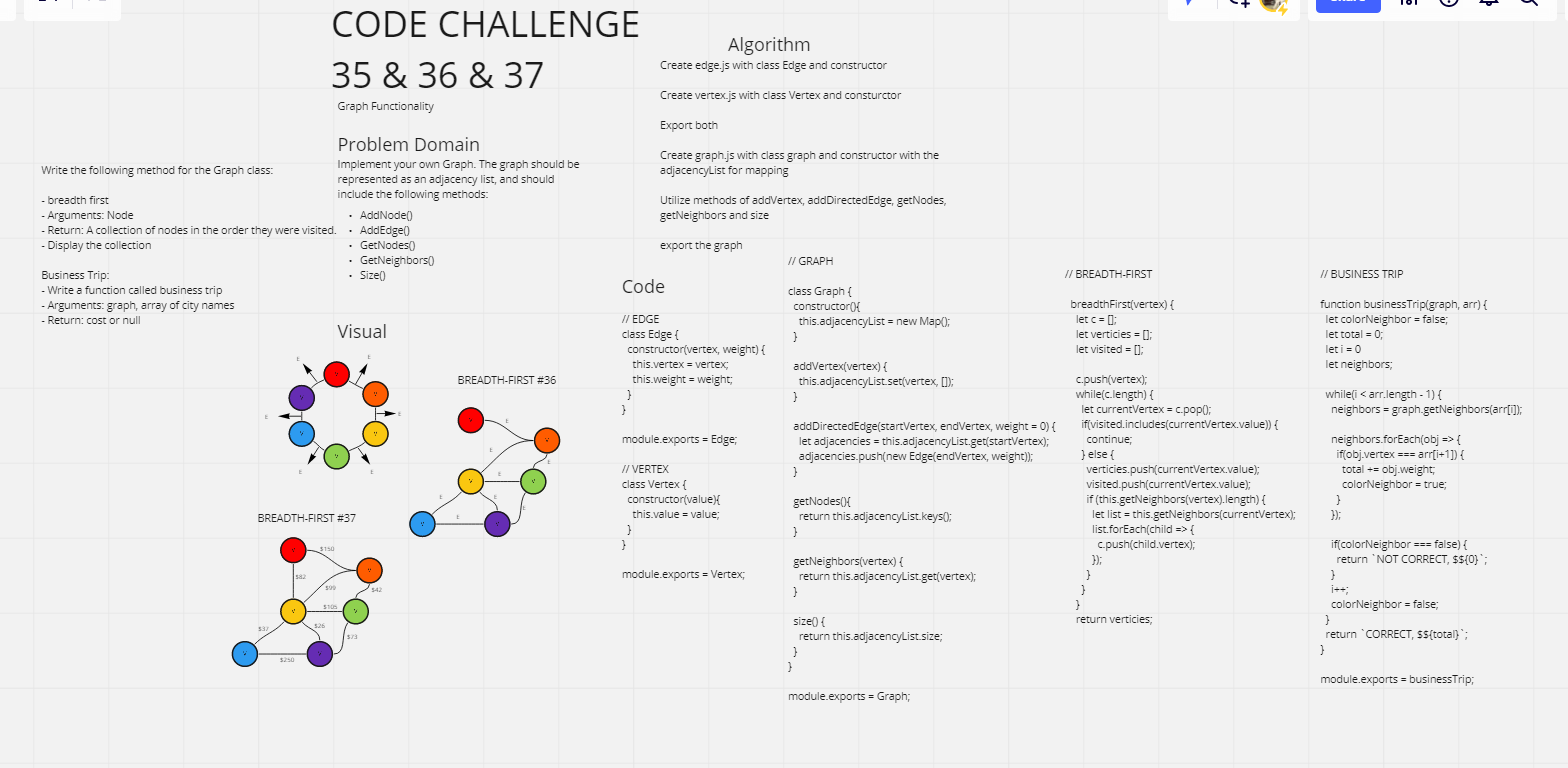 Share
CODE CHALLENGE
35 & 36 & 37
Graph Functionality
Problem Domain
Implement your own Graph. The graph should be
represented as an adjacency list, and should
include the following methods:
• AddNode()
• AddEdge()
• GetNodes()
• GetNeighbors()
• Size()
Write the following method for the Graph class:
- breadth first
- Arguments: Node
- Return: A collection of nodes in the order they were visited.
- Display the collection
Business Trip:
- Write a function called business trip
- Arguments: graph, array of city names
- Return: cost or null
Visual
E
E
E
E
E
E
V
V
V
V
V
V
BREADTH-FIRST #36
E
E
E
E
E
E
E
E
V
V
V
V
V
BREADTH-FIRST #37
$150
$82
$99
$42
$105
$37
$26
$73
$250
V
V
V
V
V
V
Algorithm
Create edge.js with class Edge and constructor
Create vertex.js with class Vertex and consturctor
Export both
Create graph.js with class graph and constructor with the
adjacencyList for mapping
Utilize methods of addVertex, addDirectedEdge, getNodes,
getNeighbors and size
export the graph
Code
// EDGE
class Edge {
constructor(vertex, weight) {
this.vertex = vertex;
this.weight = weight;
}
}
module.exports = Edge;
// VERTEX
class Vertex {
constructor(value){
this.value = value;
}
}
module.exports = Vertex;
// GRAPH
class Graph {
constructor(){
this.adjacencyList = new Map();
}
addVertex(vertex) {
this.adjacencyList.set(vertex, []);
}
addDirectedEdge(startVertex, endVertex, weight = 0) {
let adjacencies = this.adjacencyList.get(startVertex);
adjacencies.push(new Edge(endVertex, weight));
}
getNodes(){
return this.adjacencyList.keys();
}
getNeighbors(vertex) {
return this.adjacencyList.get(vertex);
}
size() {
return this.adjacencyList.size;
}
}
module.exports = Graph;
// BREADTH-FIRST
breadthFirst(vertex) {
let c = [];
let verticies = [];
let visited = [];
c.push(vertex);
while(c.length) {
let currentVertex = c.pop();
if(visited.includes(currentVertex.value)) {
continue;
} else {
verticies.push(currentVertex.value);
visited.push(currentVertex.value);
if (this.getNeighbors(vertex).length) {
let list = this.getNeighbors(currentVertex);
list.forEach(child => {
c.push(child.vertex);
});
}
}
}
return verticies;
// BUSINESS TRIP
function businessTrip(graph, arr) {
let colorNeighbor = false;
let total = 0;
let i = 0
let neighbors;
while(i < arr.length - 1) {
neighbors = graph.getNeighbors(arr[i]);
neighbors.forEach(obj => {
if(obj.vertex === arr[i+1]) {
total += obj.weight;
colorNeighbor = true;
}
});
if(colorNeighbor === false) {
return `NOT CORRECT, $${0}`;
}
i++;
colorNeighbor = false;
}
return `CORRECT, $${total}`;
}
module.exports = businessTrip;